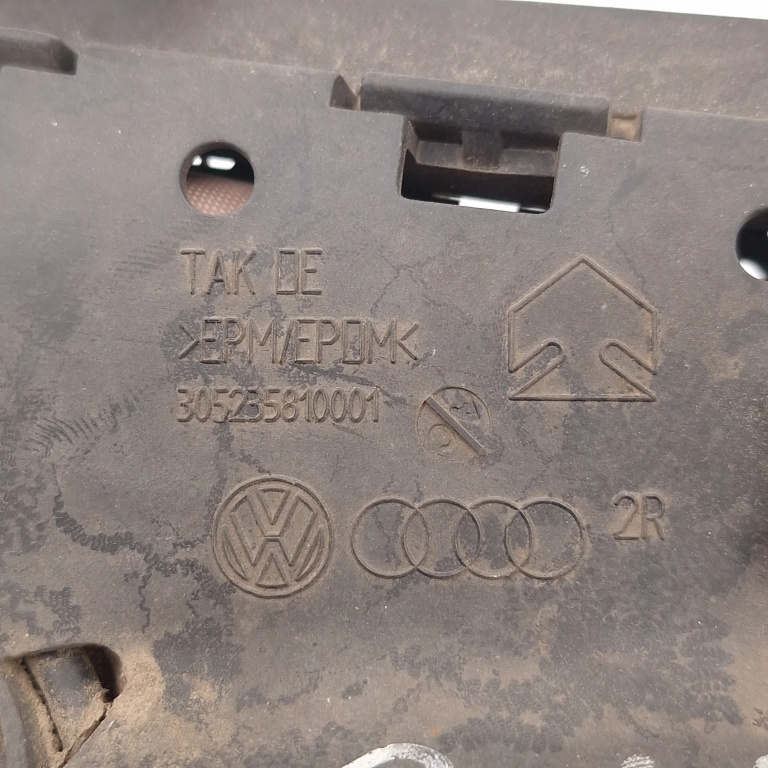 TAK DE
>EPM/EPDM<
305235810001
2R